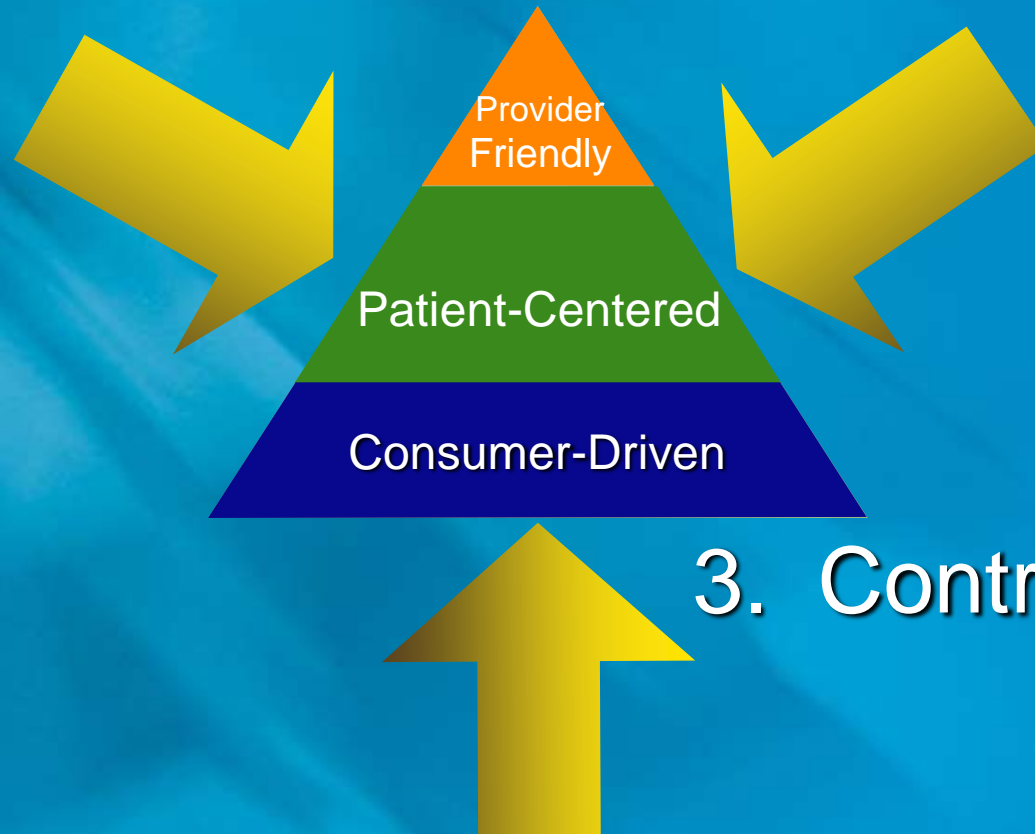 Provider
Friendly
Patient-Centered
Consumer-Driven
3. Contr